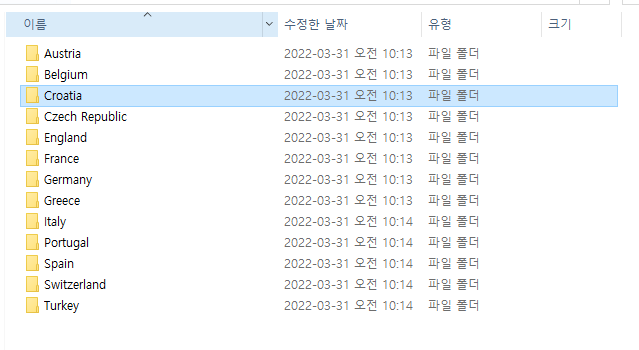 이름 수정한 날짜 유형 크기
Austria 2022-03-31 오전 10:13 파일 폴더
Belgium 2022-03-31 오전 10:13 파일 폴더
Croatia 2022-03-31 오전 10:13 파일 폴더
Czech Republic 2022-03-31 오전 10:13 파일 폴더
England 2022-03-31 오전 10:13 파일 폴더
France 2022-03-31 오전 10:13 파일 폴더
Germany 2022-03-31 오전 10:13 파일 폴더
Greece 2022-03-31 오전 10:13 파일 폴더
Italy 2022-03-31 오전 10:14 파일 폴더
Portugal 2022-03-31 오전 10:14 파일 폴더
Spain 2022-03-31 오전 10:14 파일 폴더
Switzerland 2022-03-31 오전 10:14 파일 폴더
Turkey 2022-03-31 오전 10:14 파일 폴더